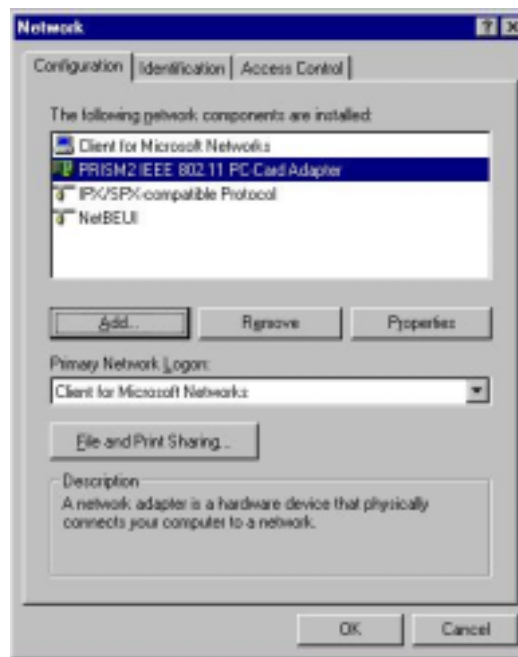 Network
Configuration Identification Access Control
The following network components are installed:
Client for Microsoft Networks
PRISM2 IEEE 802.11 PC-Card Adapter
IPX/SPX-compatible Protocol
NetBEUI
Add... Remove Properties
Primary Network Logon:
Client for Microsoft Networks
File and Print Sharing...
Description
A network adapter is a hardware device that physically
connects your computer to a network.
OK Cancel